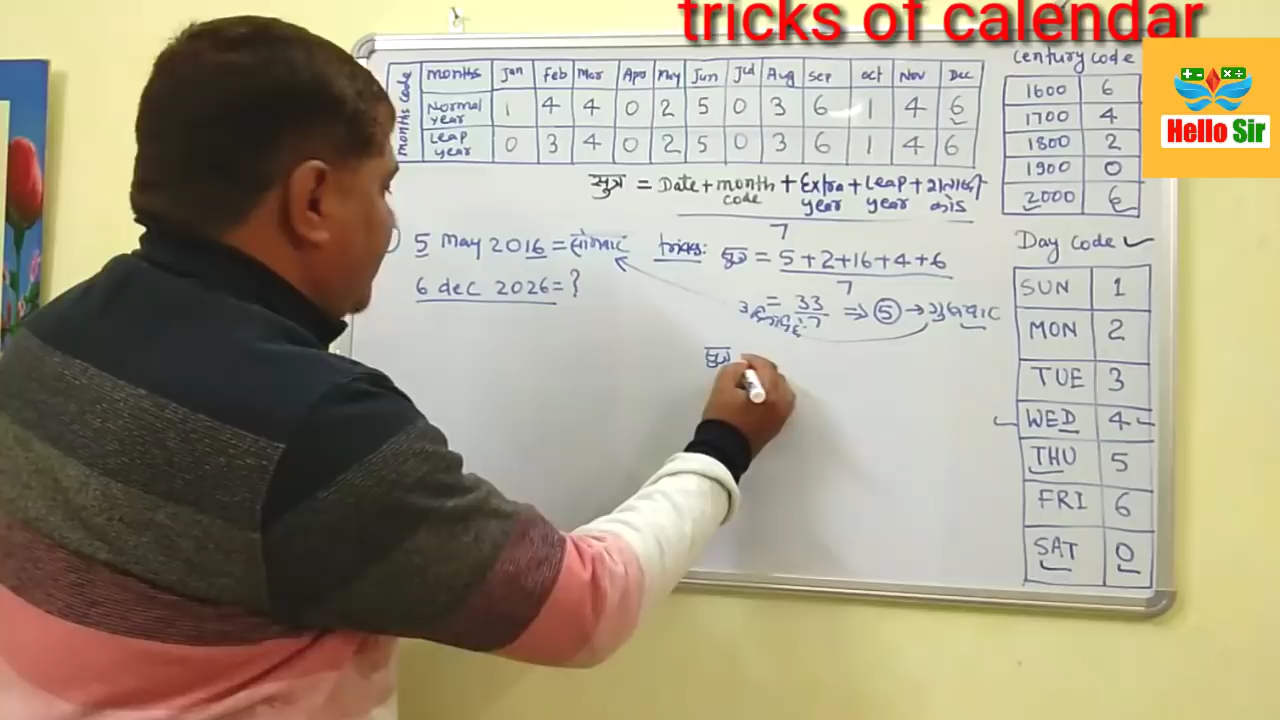 tricks of calendar
Hello Sir
months code
months Jan Feb Mar Apr May Jun Jul Aug Sep oct Nov Dec
Normal year 1 4 4 0 2 5 0 3 6 1 4 6
Leap year 0 3 4 0 2 5 0 3 6 1 4 6
सूत्र = Date + month code + Extra year + Leap year + शताब्दी कोड
7
5 May 2016 =
tricks: सूत्र = 5+2+16+4+6
7
6 dec 2026 = ?
= 33
7
⇒ 5 → गुरुवार
सूत्र
Century code
1600 6
1700 4
1800 2
1900 0
2000 6
Day code
SUN 1
MON 2
TUE 3
WED 4
THU 5
FRI 6
SAT 0